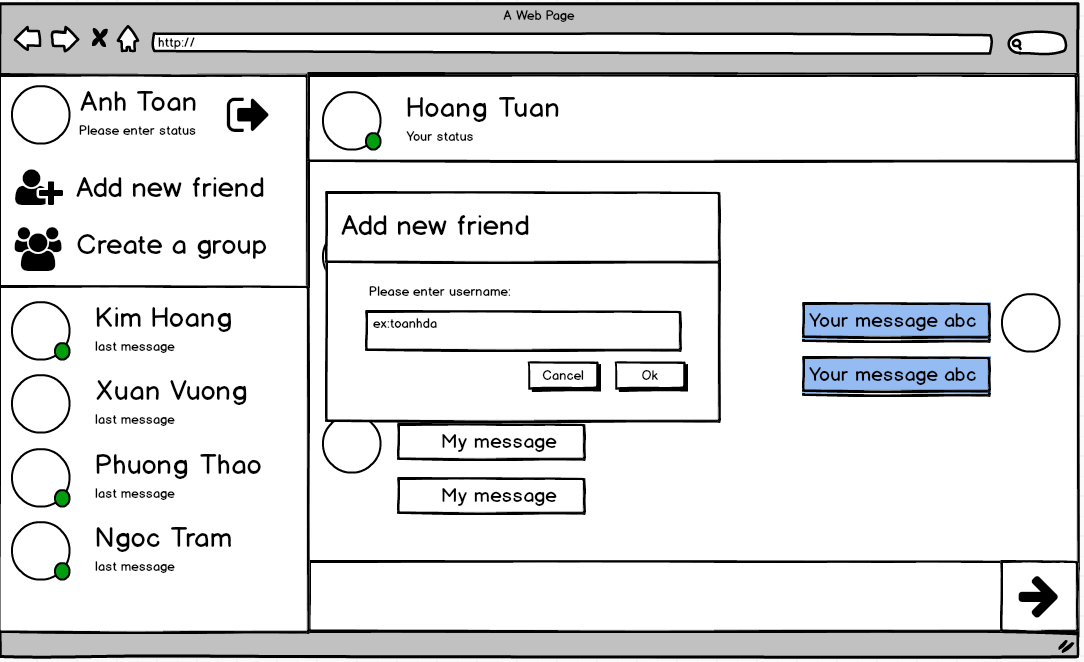 A Web Page
http://
Anh Toan
Please enter status
Add new friend
Create a group
Kim Hoang
last message
Xuan Vuong
last message
Phuong Thao
last message
Ngoc Tram
last message
Hoang Tuan
Your status
Add new friend
Please enter username:
ex:toanhda
Cancel
Ok
Your message abc
Your message abc
My message
My message